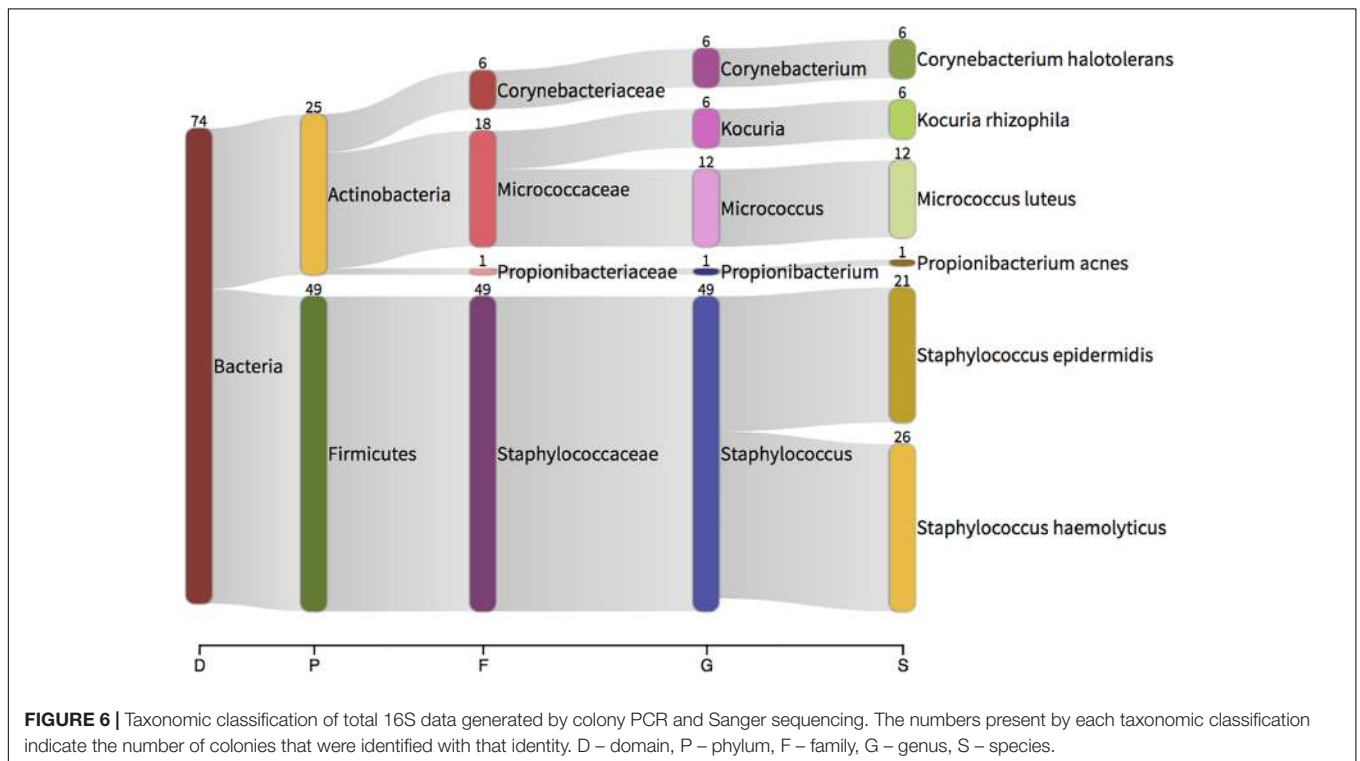 6
Corynebacterium halotolerans
6
Corynebacterium
6
Corynebacteriaceae
6
Kocuria rhizophila
6
Kocuria
25
74
18
12
Micrococcus luteus
12
Micrococcus
Micrococcaceae
Actinobacteria
1
Propionibacterium acnes
1
Propionibacterium
1
Propionibacteriaceae
21
Staphylococcus epidermidis
49
49
49
Bacteria
26
Firmicutes
Staphylococcaceae
Staphylococcus
Staphylococcus haemolyticus
D P F G S
FIGURE 6 | Taxonomic classification of total 16S data generated by colony PCR and Sanger sequencing. The numbers present by each taxonomic classification
indicate the number of colonies that were identified with that identity. D – domain, P – phylum, F – family, G – genus, S – species.